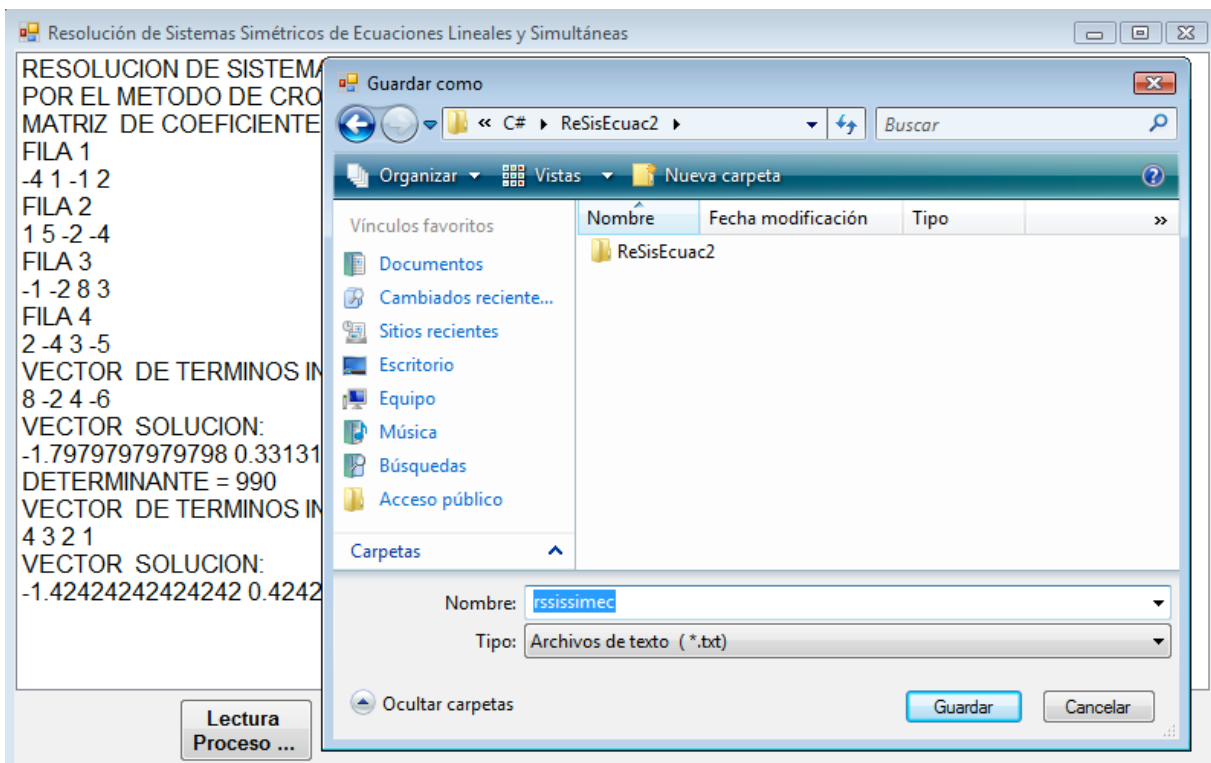 Resolución de Sistemas Simétricos de Ecuaciones Lineales y Simultáneas
RESOLUCION DE SISTEMA
POR EL METODO DE CRO
MATRIZ DE COEFICIENTE
FILA 1
-4 1 -1 2
FILA 2
1 5 -2 -4
FILA 3
-1 -2 8 3
FILA 4
2 -4 3 -5
VECTOR DE TERMINOS IN
8 -2 4 -6
VECTOR SOLUCION:
-1.7979797979798 0.33131
DETERMINANTE = 990
VECTOR DE TERMINOS IN
4 3 2 1
VECTOR SOLUCION:
-1.42424242424242 0.4242
Lectura
Proceso ...
Guardar como
« C# ReSisEcuac2
Buscar
Organizar Vistas Nueva carpeta
Vínculos favoritos
Documentos
Cambiados reciente...
Sitios recientes
Escritorio
Equipo
Música
Búsquedas
Acceso público
Carpetas
Nombre Fecha modificación Tipo »
ReSisEcuac2
Nombre: rssissimec
Tipo: Archivos de texto ( *.txt)
Ocultar carpetas
Guardar Cancelar